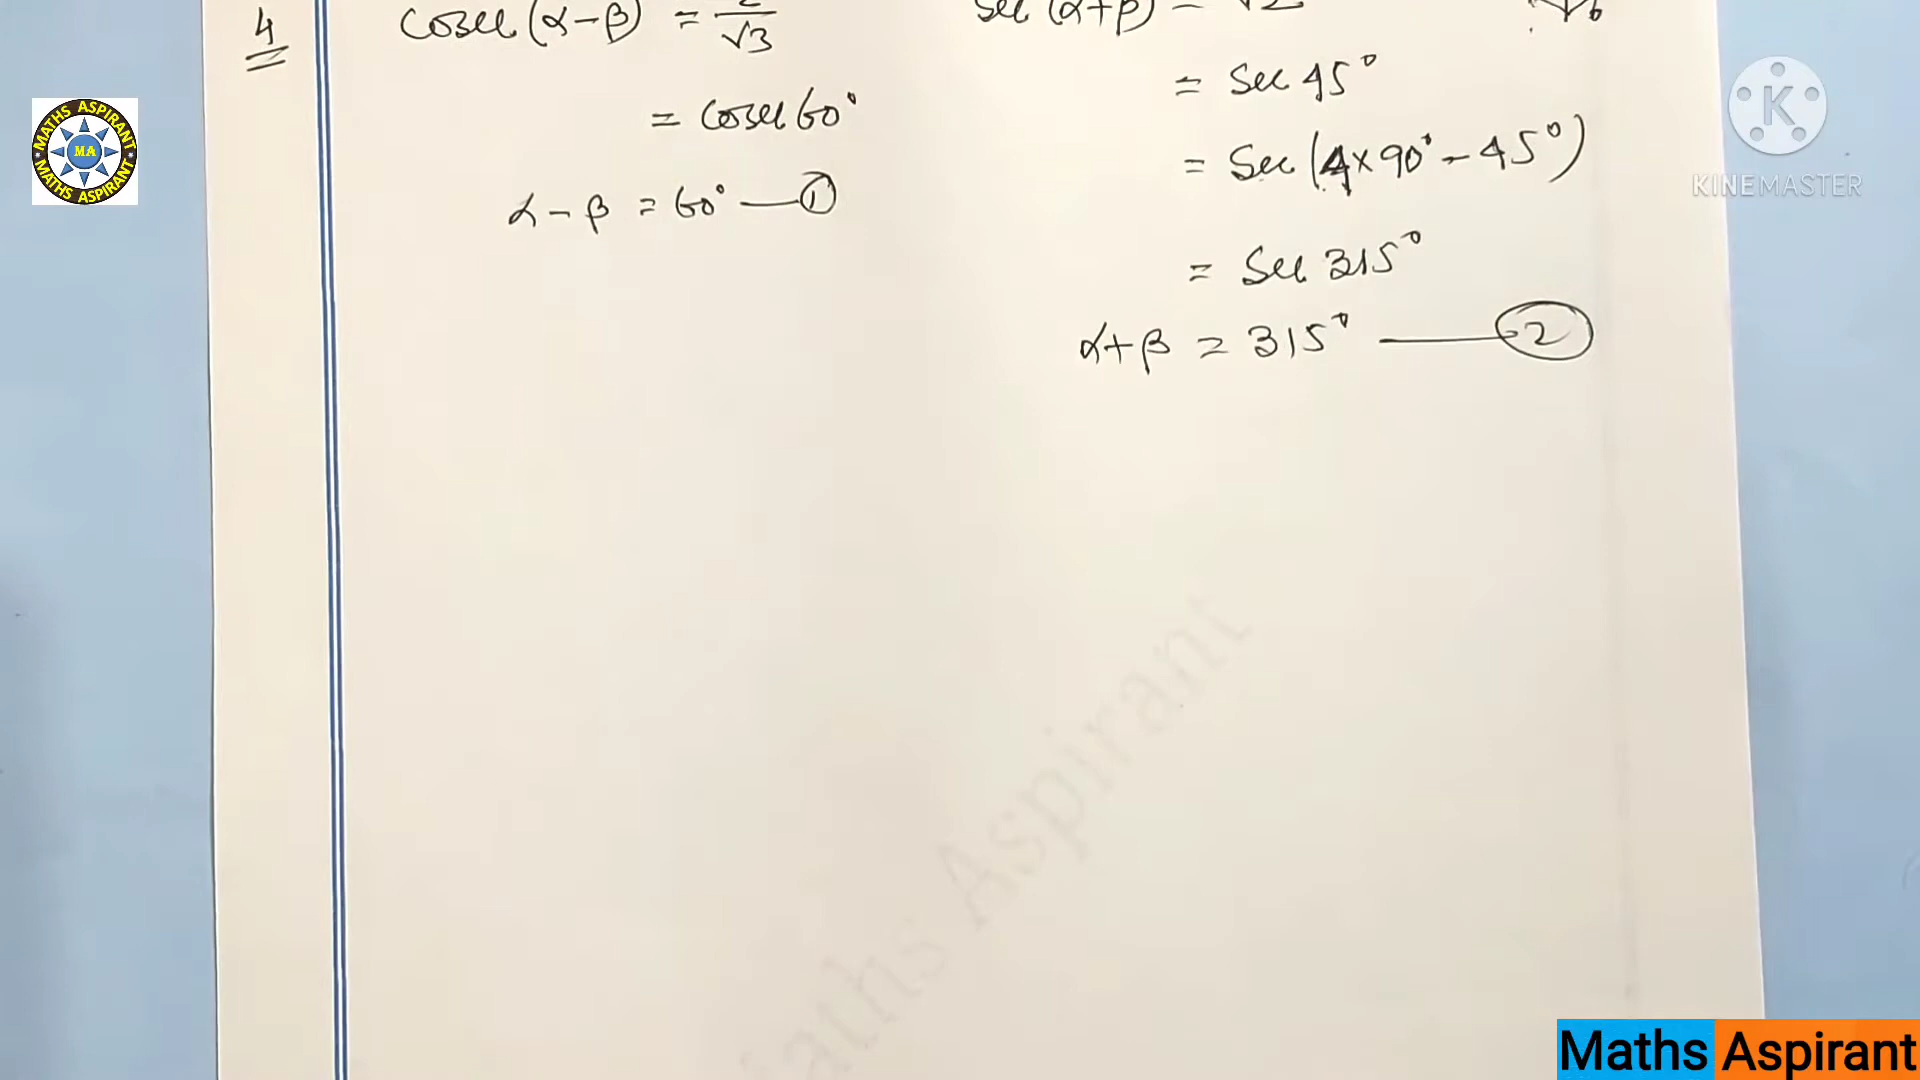 4
cosec (α-β) = 2/√3
= cosec 60°
α - β = 60° — ①
sec (α+β) = √2
= Sec 45°
= Sec (4×90° - 45°)
= Sec 315°
α+β = 315° — ②
MATHS ASPIRANT
MA
MATHS ASPIRANT
K
KINEMASTER
Maths Aspirant
Maths Aspirant